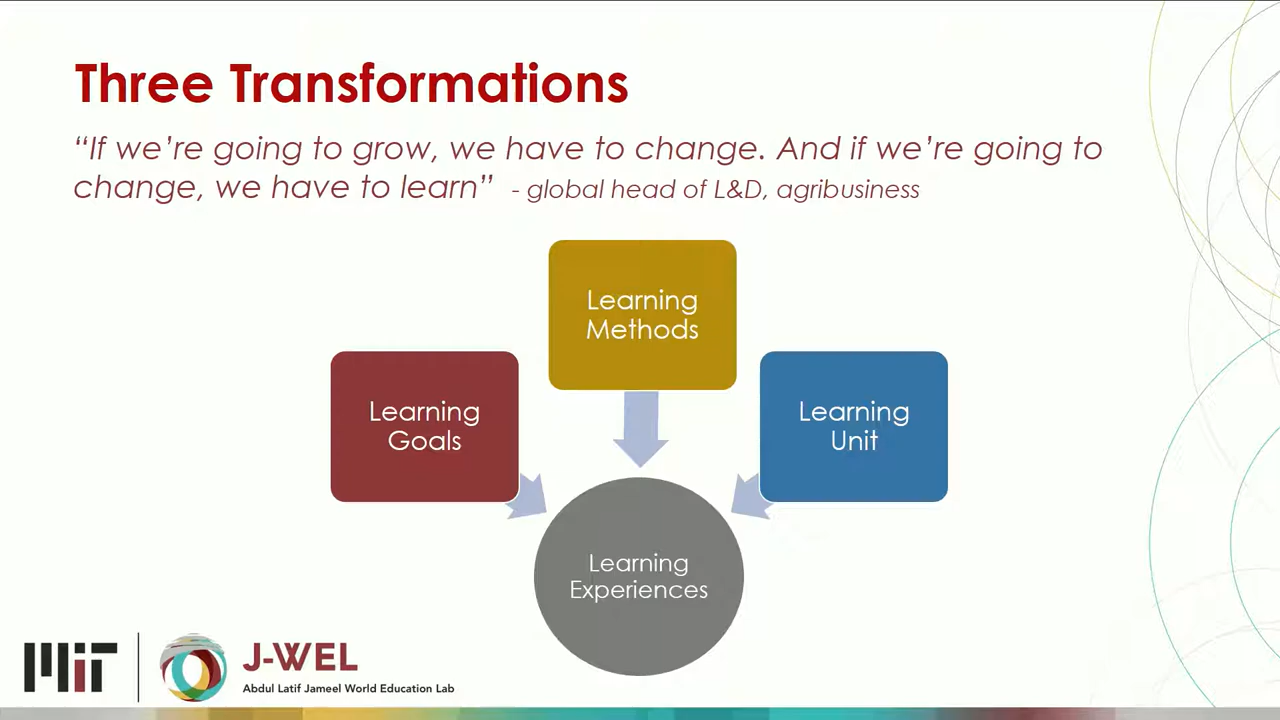 Three Transformations
“If we’re going to grow, we have to change. And if we’re going to
change, we have to learn” - global head of L&D, agribusiness
Learning
Methods
Learning
Goals
Learning
Unit
Learning
Experiences
MIT
J-WEL
Abdul Latif Jameel World Education Lab